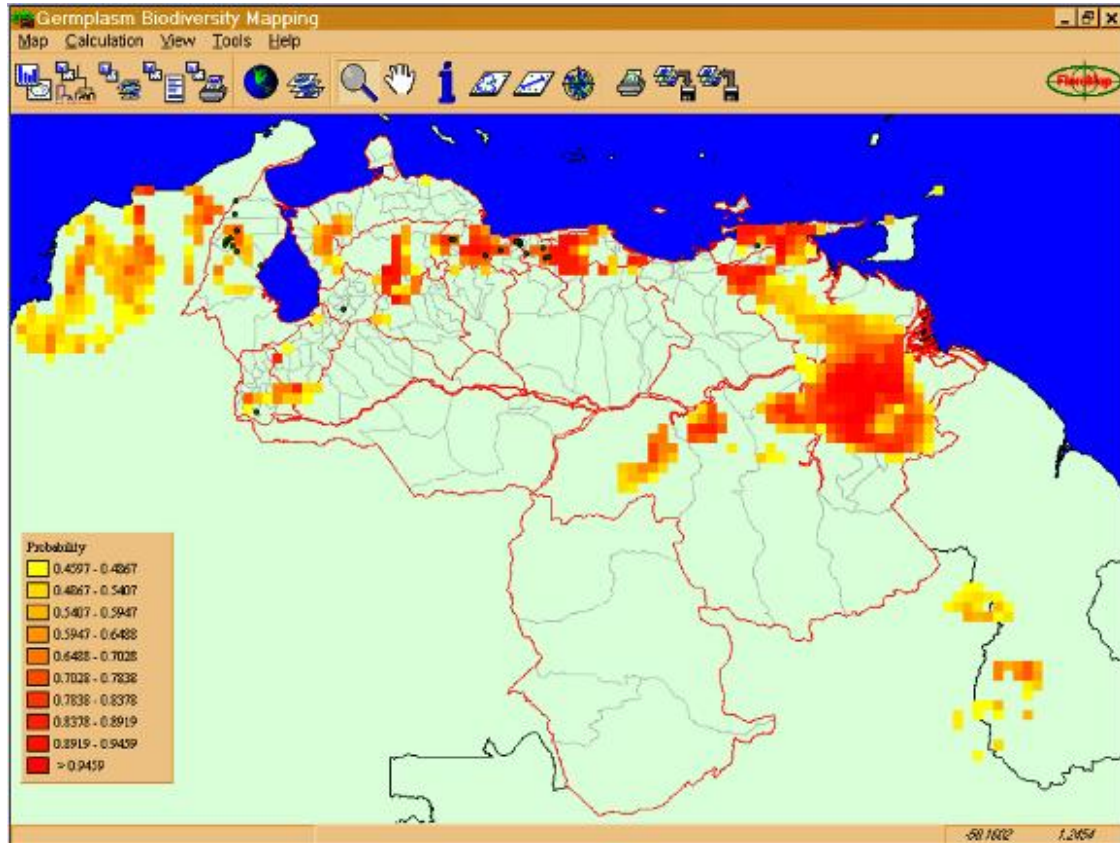 Germplasm Biodiversity Mapping
Map Calculation View Tools Help
FloraMap
Probability
0.4597 - 0.4867
0.4867 - 0.5407
0.5407 - 0.5947
0.5947 - 0.6488
0.6488 - 0.7028
0.7028 - 0.7838
0.7838 - 0.8378
0.8378 - 0.8919
0.8919 - 0.9459
> 0.9459
-58.1602 1.2454